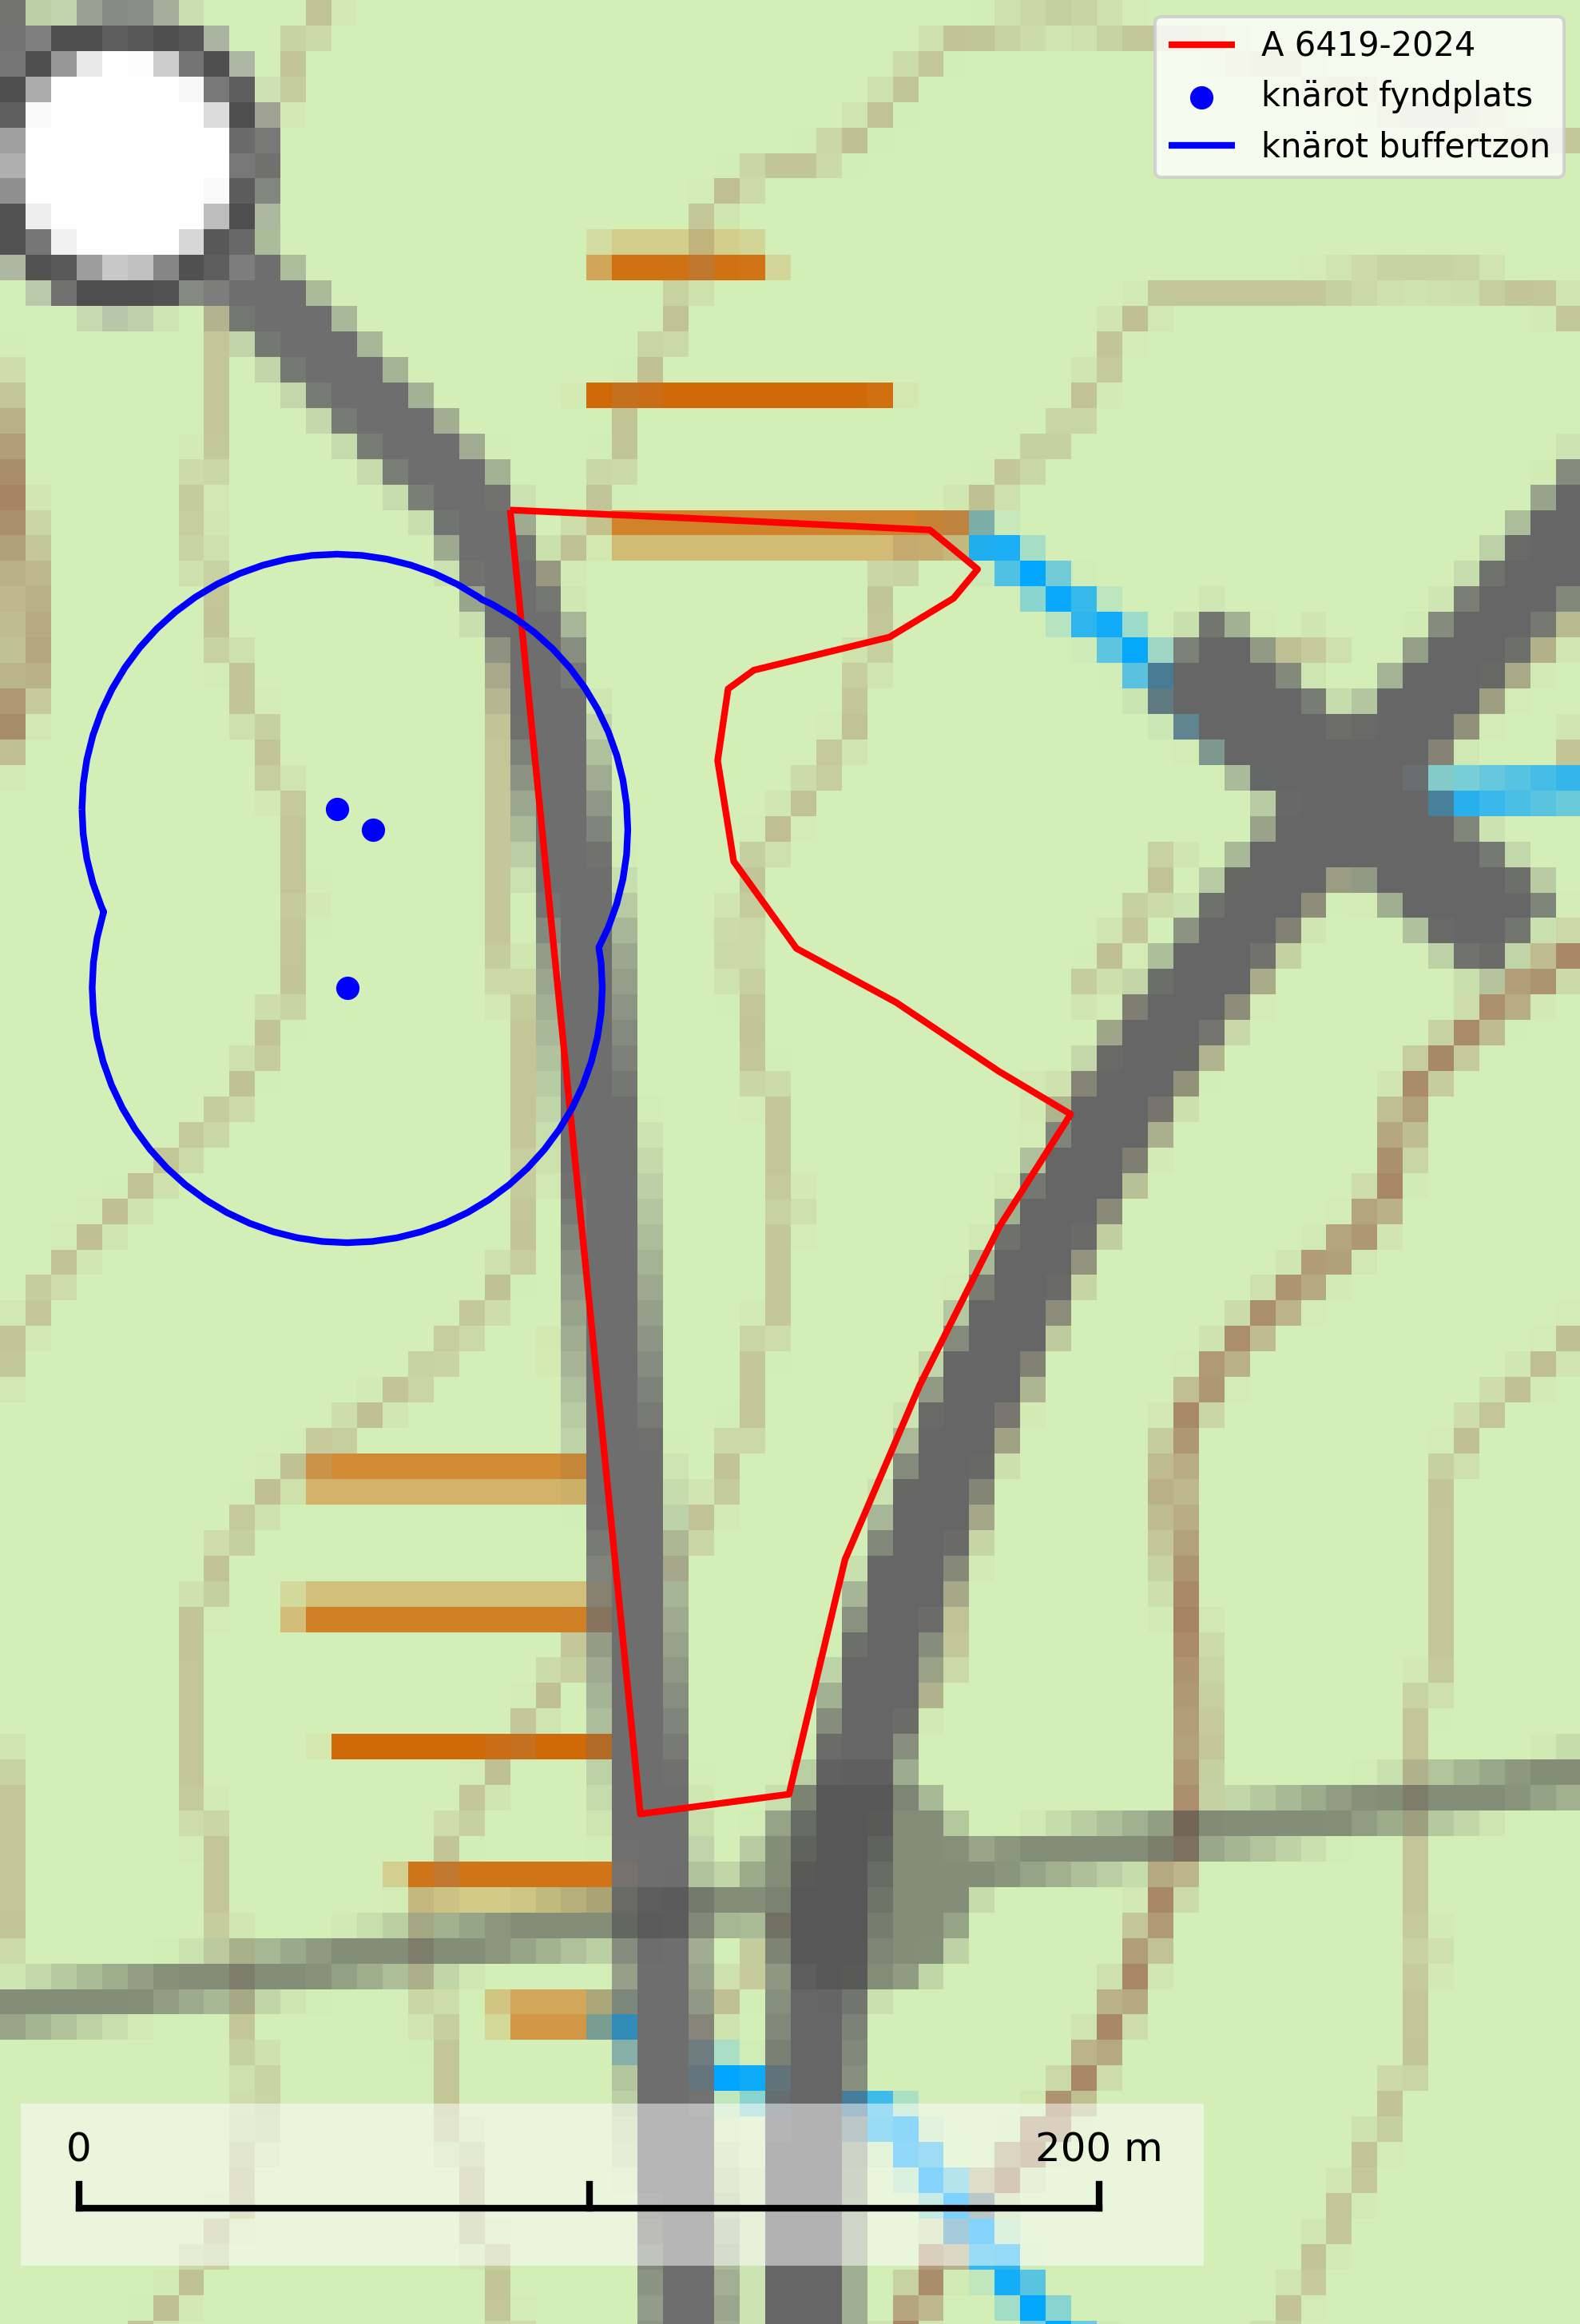 A 6419-2024
knärot fyndplats
knärot buffertzon
0 200 m